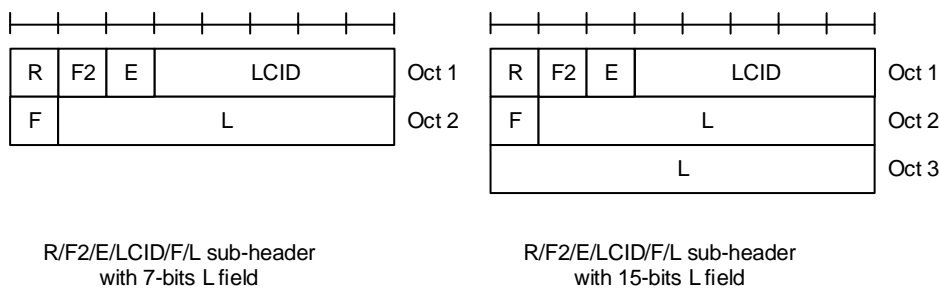 R F2 E LCID Oct 1
F L Oct 2
R/F2/E/LCID/F/L sub-header
with 7-bits L field
R F2 E LCID Oct 1
F L Oct 2
L Oct 3
R/F2/E/LCID/F/L sub-header
with 15-bits L field